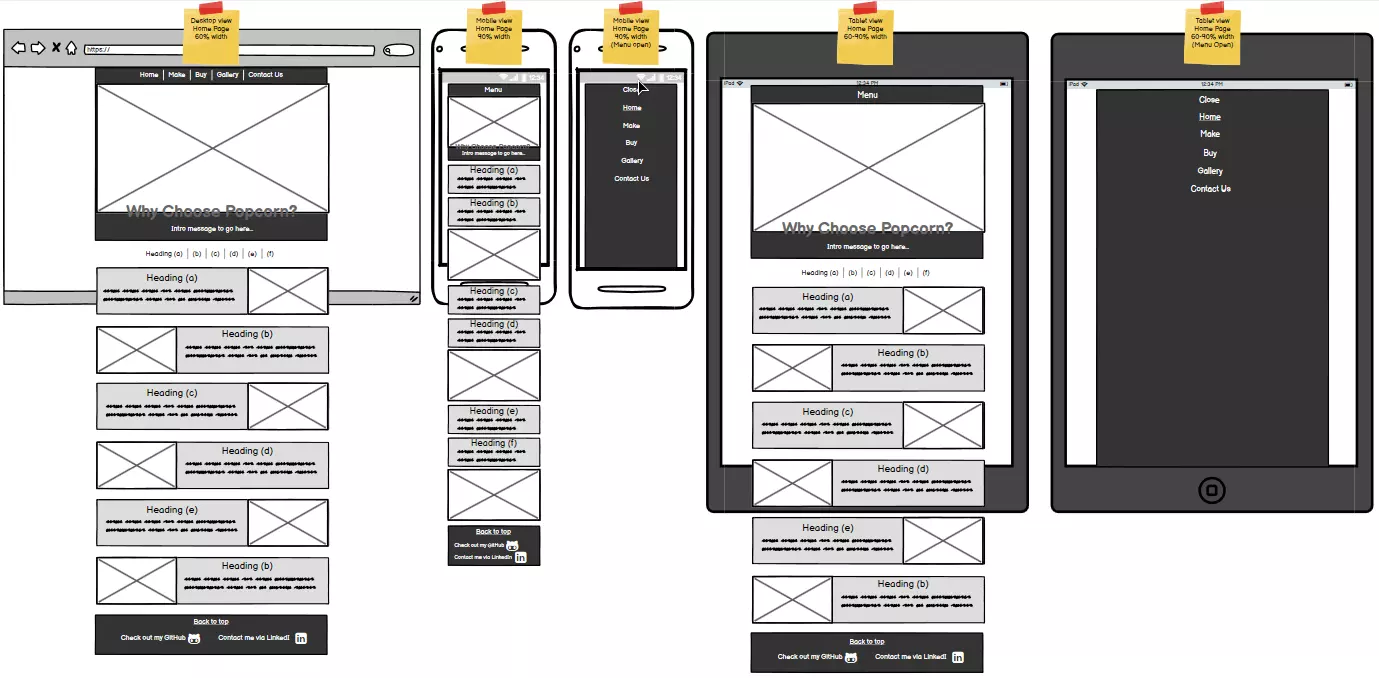 Desktop view
Home Page
60% width
https://
Home | Make | Buy | Gallery | Contact Us
Why Choose Popcorn?
Intro message to go here...
Heading (a) | (b) | (c) | (d) | (e) | (f)
Heading (a)
Heading (b)
Heading (c)
Heading (d)
Heading (e)
Heading (b)
Back to top
Check out my GitHub
Contact me via LinkedI
in
Mobile view
Home Page
90% width
12:34
Menu
Why Choose Popcorn?
Intro message to go here...
Heading (a)
Heading (b)
Heading (c)
Heading (d)
Heading (e)
Heading (f)
Back to top
Check out my GitHub
Contact me via LinkedIn
in
Mobile view
Home Page
90% width
(Menu open)
12:34
Home
Make
Buy
Gallery
Contact Us
Tablet view
Home Page
60-90% width
iPod
12:34 PM
Menu
Why Choose Popcorn?
Intro message to go here...
Heading (a) | (b) | (c) | (d) | (e) | (f)
Heading (a)
Heading (b)
Heading (c)
Heading (d)
Heading (e)
Heading (b)
Back to top
Check out my GitHub
Contact me via LinkedI
in
Tablet view
Home Page
60-90% width
(Menu Open)
iPod
12:34 PM
Close
Home
Make
Buy
Gallery
Contact Us